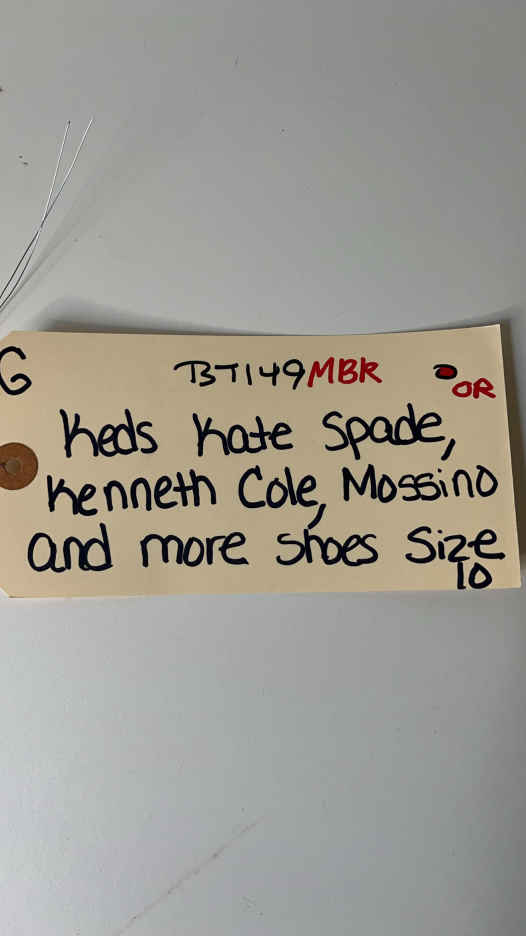 G
BT149MBR
OR
Keds Kate Spade,
Kenneth Cole, Mossino
and more shoes Size
10